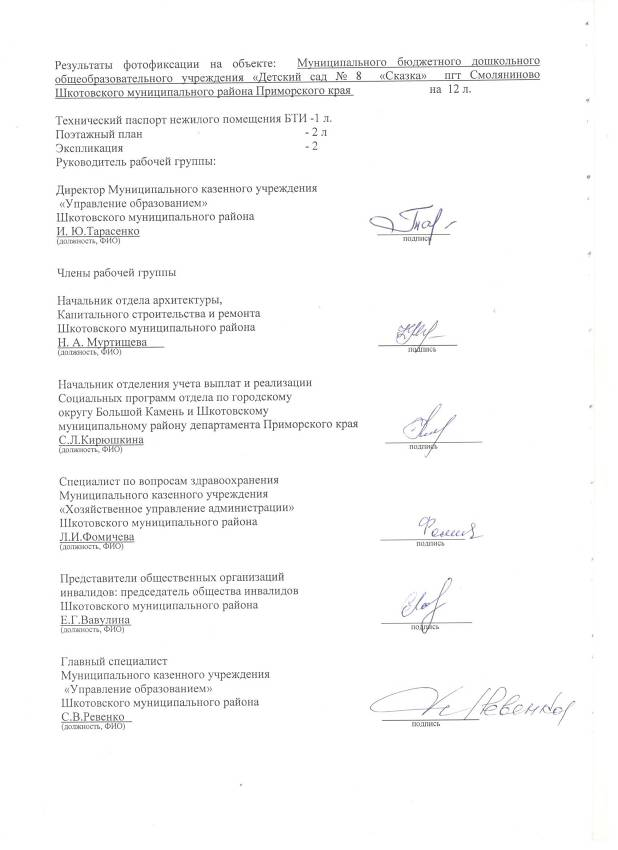 Результаты фотофиксации на объекте: Муниципального бюджетного дошкольного
общеобразовательного учреждения «Детский сад № 8 «Сказка» пгт Смоляниново
Шкотовского муниципального района Приморского края на 12 л.
Технический паспорт нежилого помещения БТИ -1 л.
Поэтажный план - 2 л
Экспликация - 2
Руководитель рабочей группы:
Директор Муниципального казенного учреждения
«Управление образованием»
Шкотовского муниципального района
И. Ю.Тарасенко
(должность, ФИО) подпись
Члены рабочей группы
Начальник отдела архитектуры,
Капитального строительства и ремонта
Шкотовского муниципального района
Н. А. Муртищева
(должность, ФИО) подпись
Начальник отделения учета выплат и реализации
Социальных программ отдела по городскому
округу Большой Камень и Шкотовскому
муниципальному району департамента Приморского края
С.Л.Кирюшкина
(должность, ФИО) подпись
Специалист по вопросам здравоохранения
Муниципального казенного учреждения
«Хозяйственное управление администрации»
Шкотовского муниципального района
Л.И.Фомичева
(должность, ФИО) подпись
Представители общественных организаций
инвалидов: председатель общества инвалидов
Шкотовского муниципального района
Е.Г.Вавулина
(должность, ФИО) подпись
Главный специалист
Муниципального казенного учреждения
«Управление образованием»
Шкотовского муниципального района
С.В.Ревенко Ревенко
(должность, ФИО) подпись